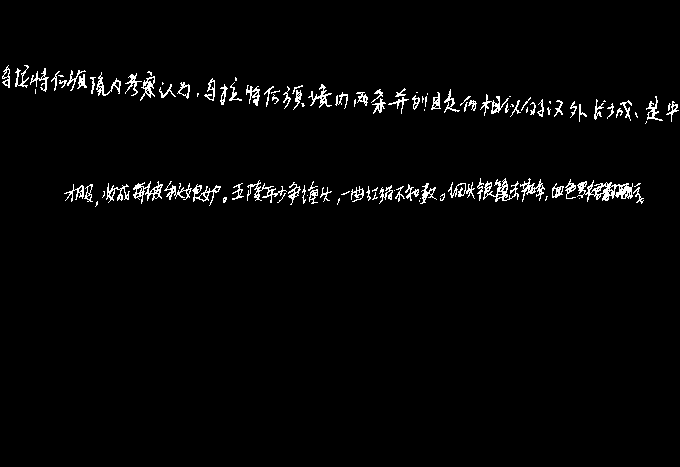 乌拉特后旗境内考察认为，乌拉特后旗境内两条并列且走向相似的汉外长城、是中
服，妆成每被秋娘妒。五陵年少争缠头，一曲红绡不知数。钿头银篦击节碎，血色罗裙翻酒污。